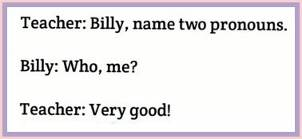 Teacher: Billy, name two pronouns.
Billy: Who, me?
Teacher: Very good!